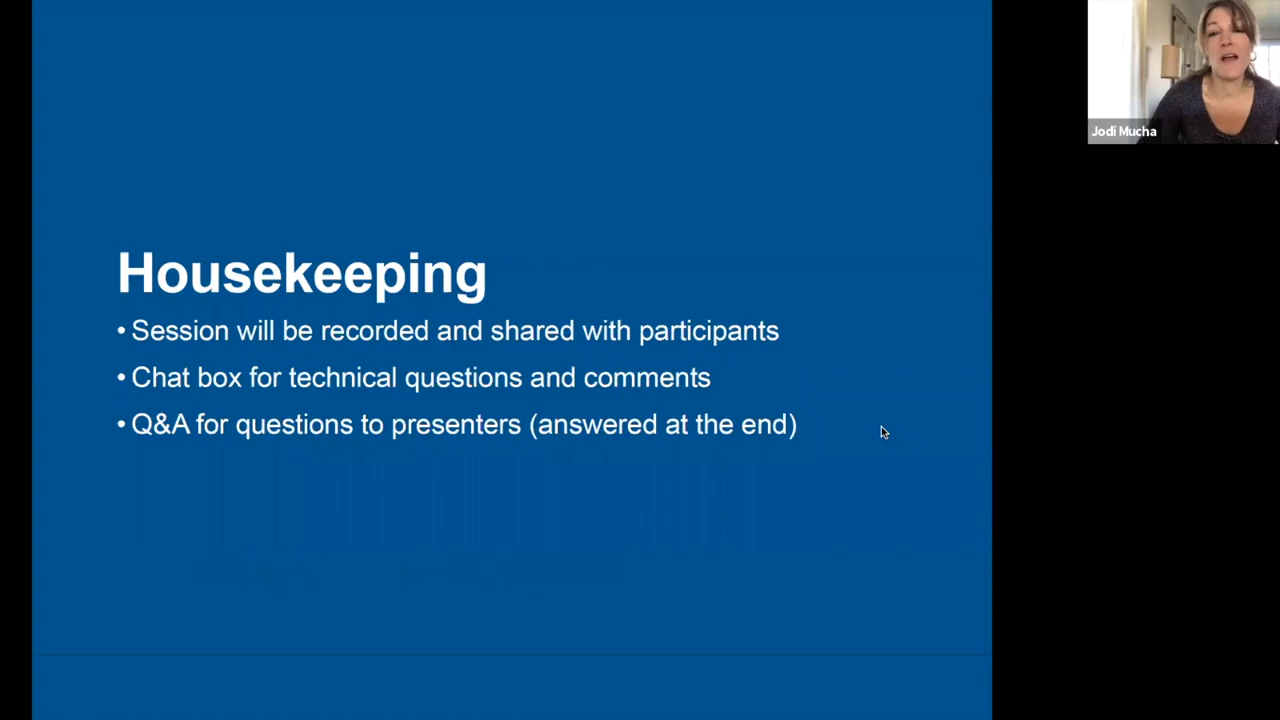 Housekeeping
• Session will be recorded and shared with participants
• Chat box for technical questions and comments
• Q&A for questions to presenters (answered at the end)
Jodi Mucha